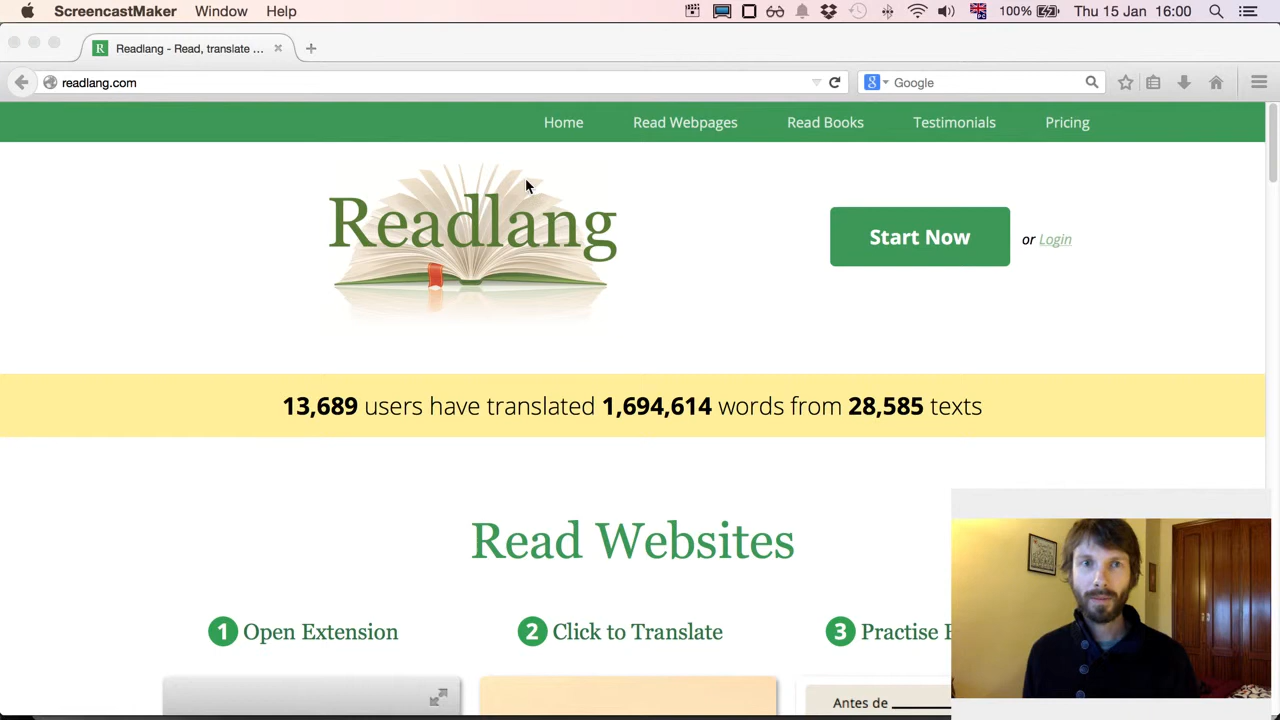 ScreencastMaker Window Help 100% Thu 15 Jan 16:00
R Readlang - Read, translate ...
readlang.com Google
Home Read Webpages Read Books Testimonials Pricing
Readlang
Start Now or Login
13,689 users have translated 1,694,614 words from 28,585 texts
Read Websites
1 Open Extension 2 Click to Translate 3 Practise
Antes de